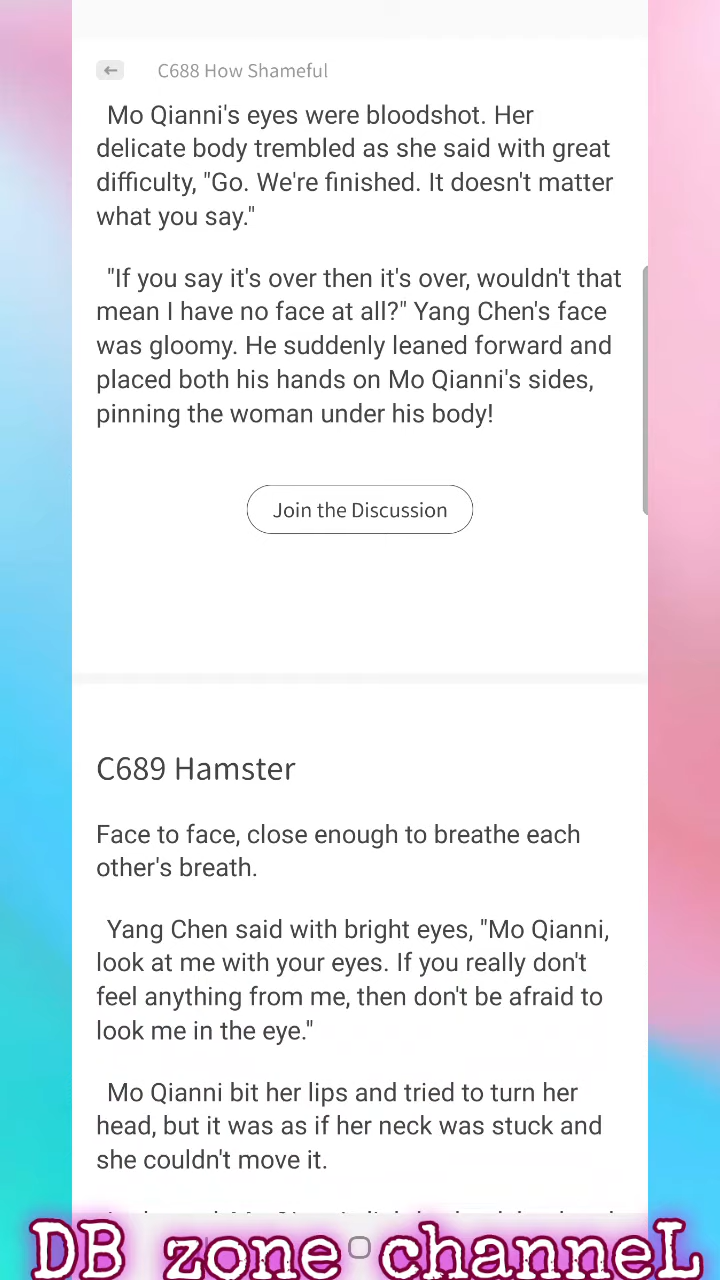 C688 How Shameful
Mo Qianni's eyes were bloodshot. Her
delicate body trembled as she said with great
difficulty, "Go. We're finished. It doesn't matter
what you say."
"If you say it's over then it's over, wouldn't that
mean I have no face at all?" Yang Chen's face
was gloomy. He suddenly leaned forward and
placed both his hands on Mo Qianni's sides,
pinning the woman under his body!
Join the Discussion
C689 Hamster
Face to face, close enough to breathe each
other's breath.
Yang Chen said with bright eyes, "Mo Qianni,
look at me with your eyes. If you really don't
feel anything from me, then don't be afraid to
look me in the eye."
Mo Qianni bit her lips and tried to turn her
head, but it was as if her neck was stuck and
she couldn't move it.
DB zone channeL